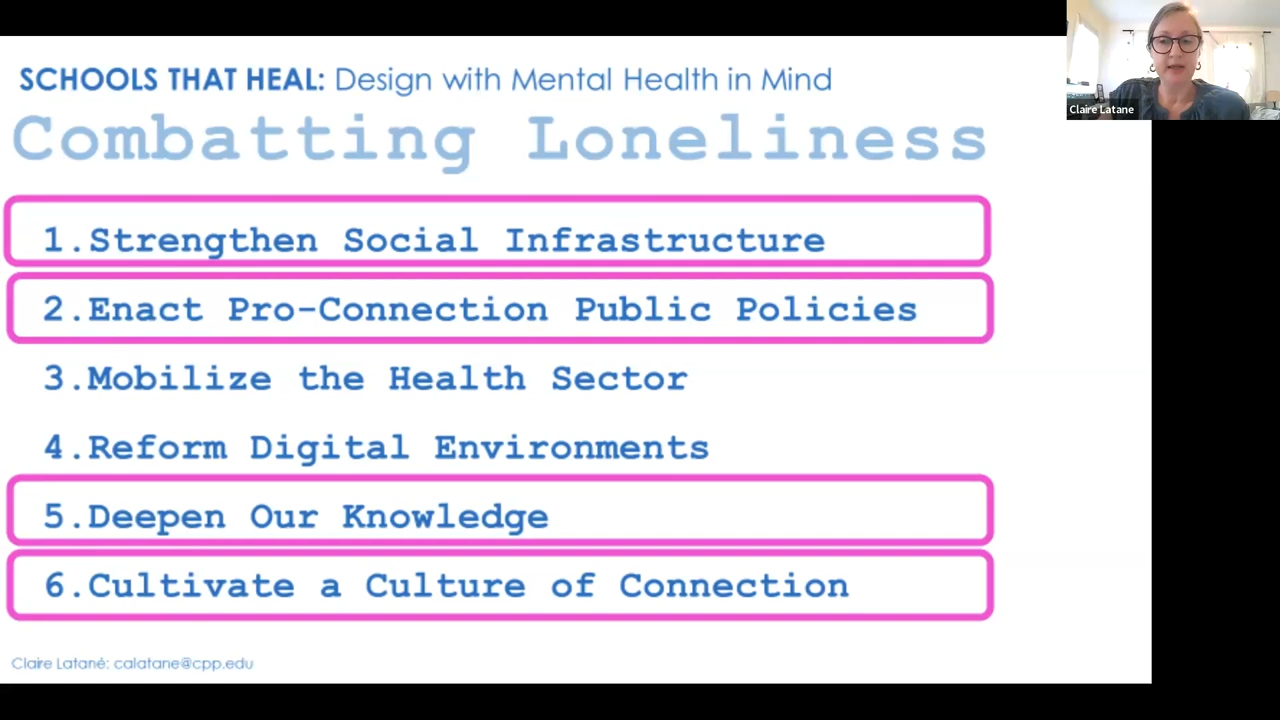 SCHOOLS THAT HEAL: Design with Mental Health in Mind
Combatting Loneliness
1.Strengthen Social Infrastructure
2.Enact Pro-Connection Public Policies
3.Mobilize the Health Sector
4.Reform Digital Environments
5.Deepen Our Knowledge
6.Cultivate a Culture of Connection
Claire Latané: calatane@cpp.edu
Claire Latane